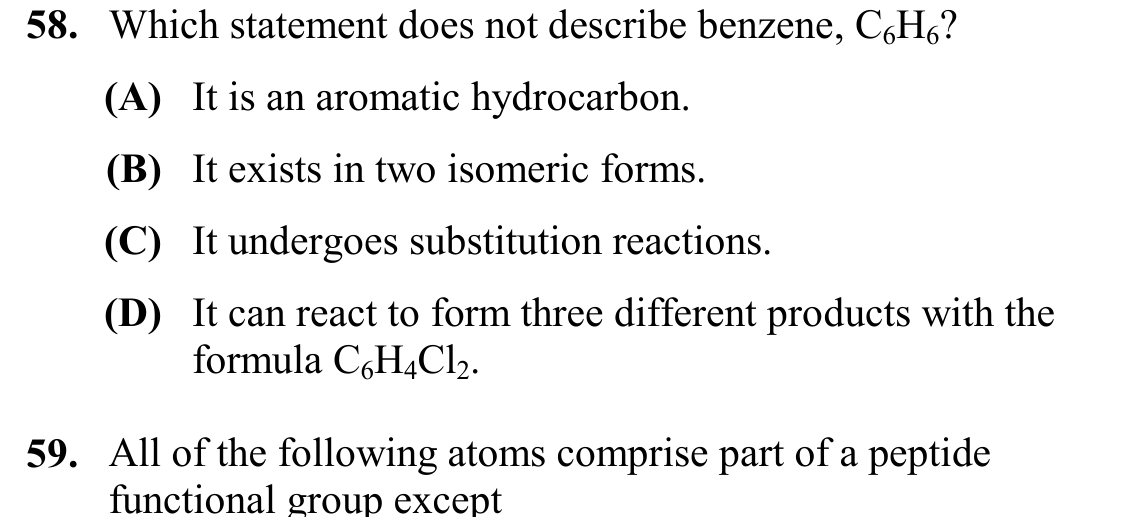 58. Which statement does not describe benzene, C₆H₆?
(A) It is an aromatic hydrocarbon.
(B) It exists in two isomeric forms.
(C) It undergoes substitution reactions.
(D) It can react to form three different products with the
formula C₆H₄Cl₂.
59. All of the following atoms comprise part of a peptide
functional group except